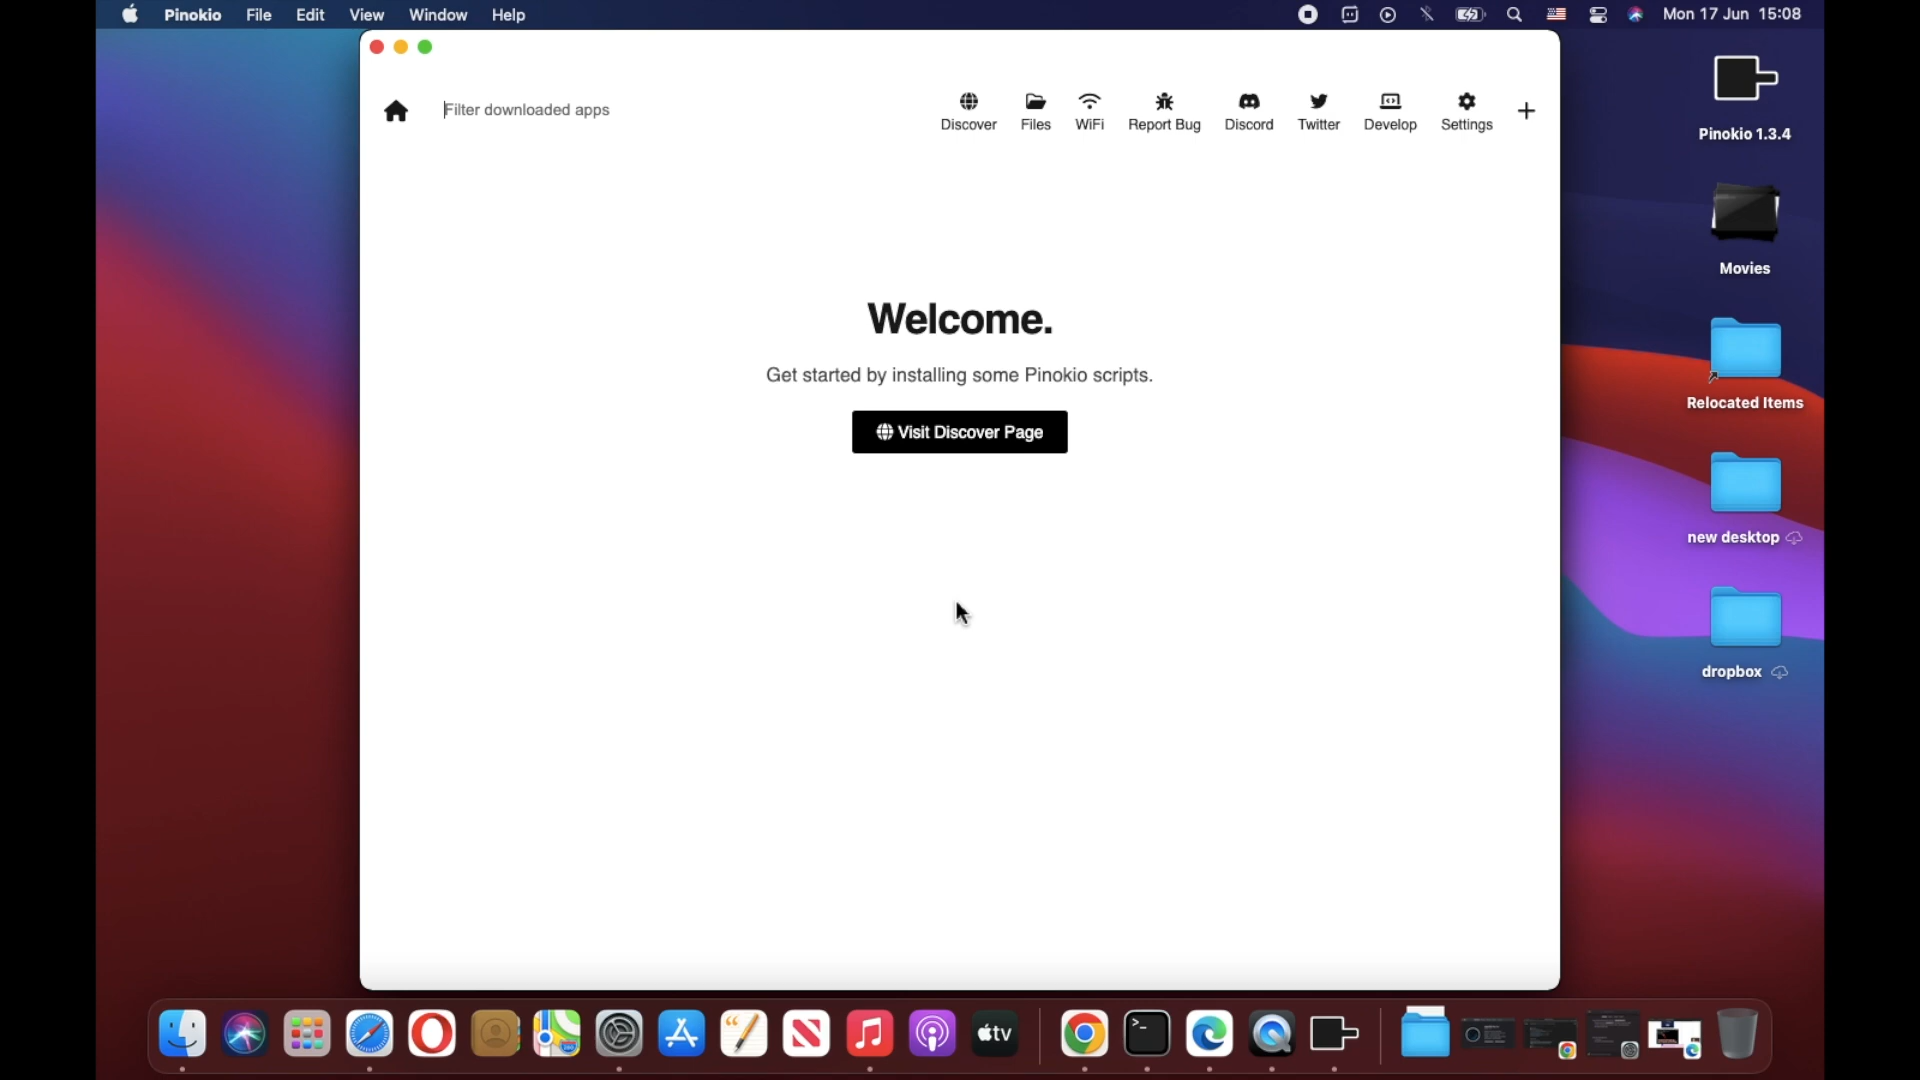 Pinokio File Edit View Window Help
Mon 17 Jun 15:08
Filter downloaded apps
Discover
Files
WiFi
Report Bug
Discord
Twitter
Develop
Settings
Welcome.
Get started by installing some Pinokio scripts.
Visit Discover Page
Pinokio 1.3.4
Movies
Relocated Items
new desktop
dropbox
tv